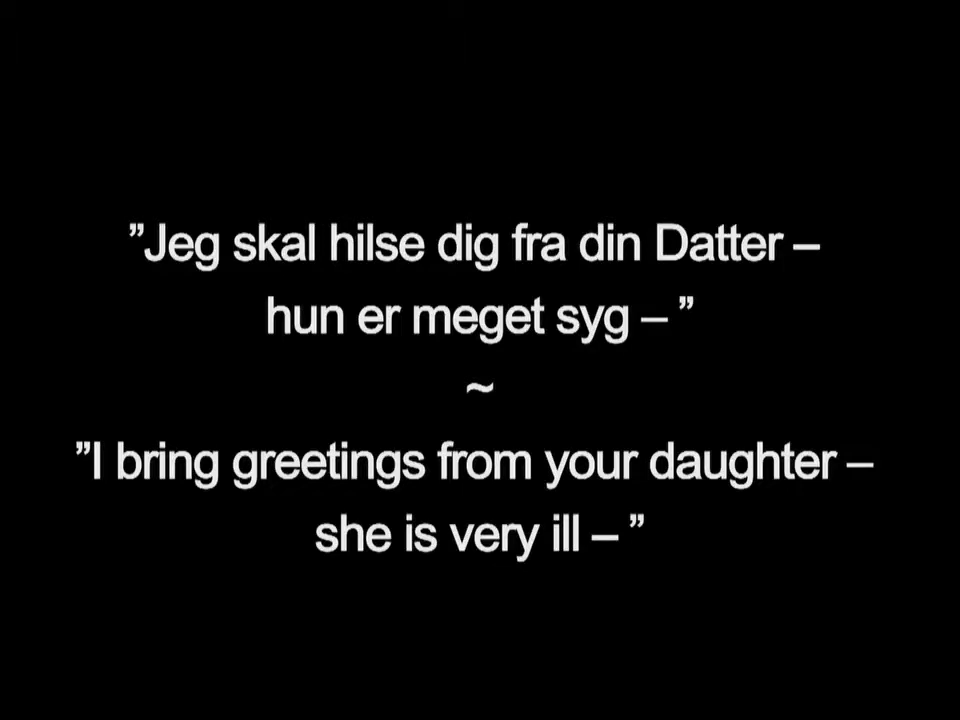 ”Jeg skal hilse dig fra din Datter –
hun er meget syg – ”
~
”I bring greetings from your daughter –
she is very ill – ”